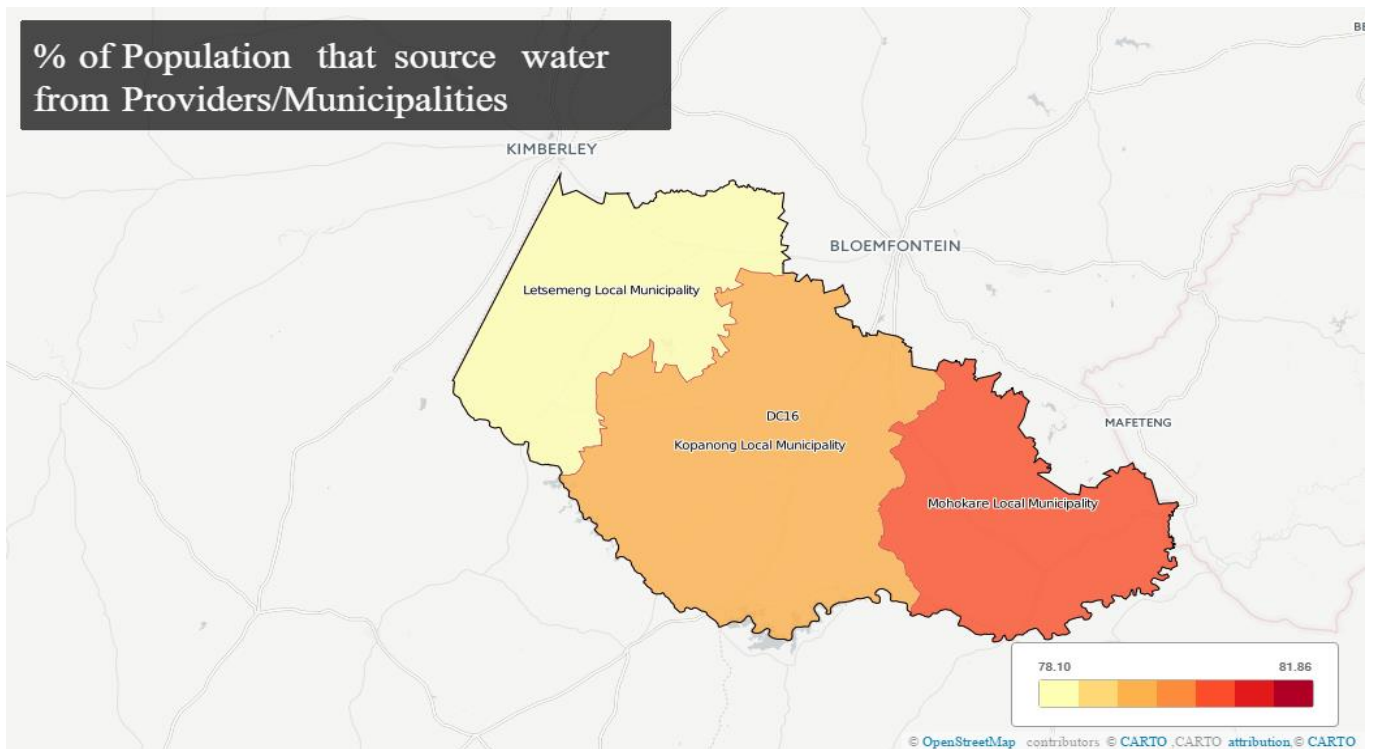 % of Population that source water
from Providers/Municipalities
BE
KIMBERLEY
BLOEMFONTEIN
Letsemeng Local Municipality
DC16
MAFETENG
Kopanong Local Municipality
Mohokare Local Municipality
78.10 81.86
© OpenStreetMap contributors © CARTO ,CARTO attribution © CARTO